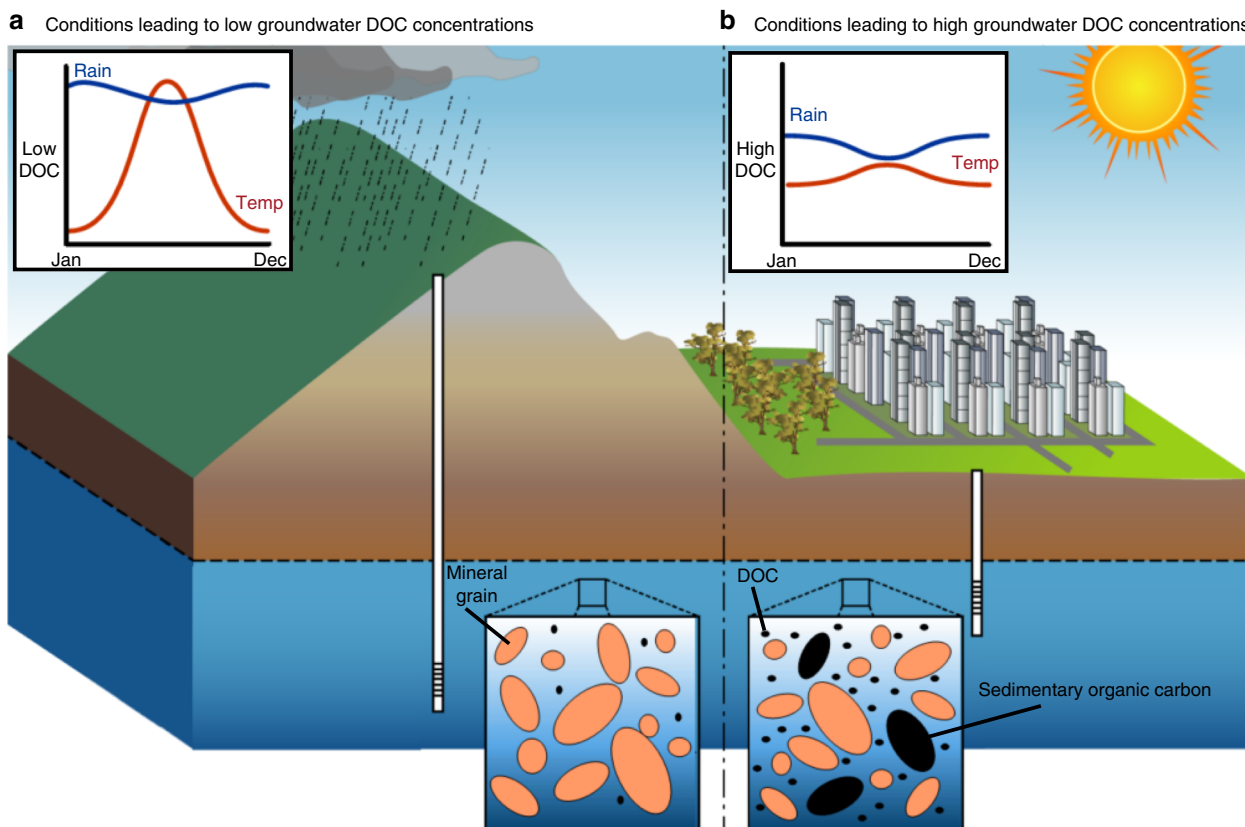 a Conditions leading to low groundwater DOC concentrations
Rain
Low
DOC
Temp
Jan Dec
b Conditions leading to high groundwater DOC concentrations
Rain
High
DOC
Temp
Jan Dec
Mineral
grain
DOC
Sedimentary organic carbon